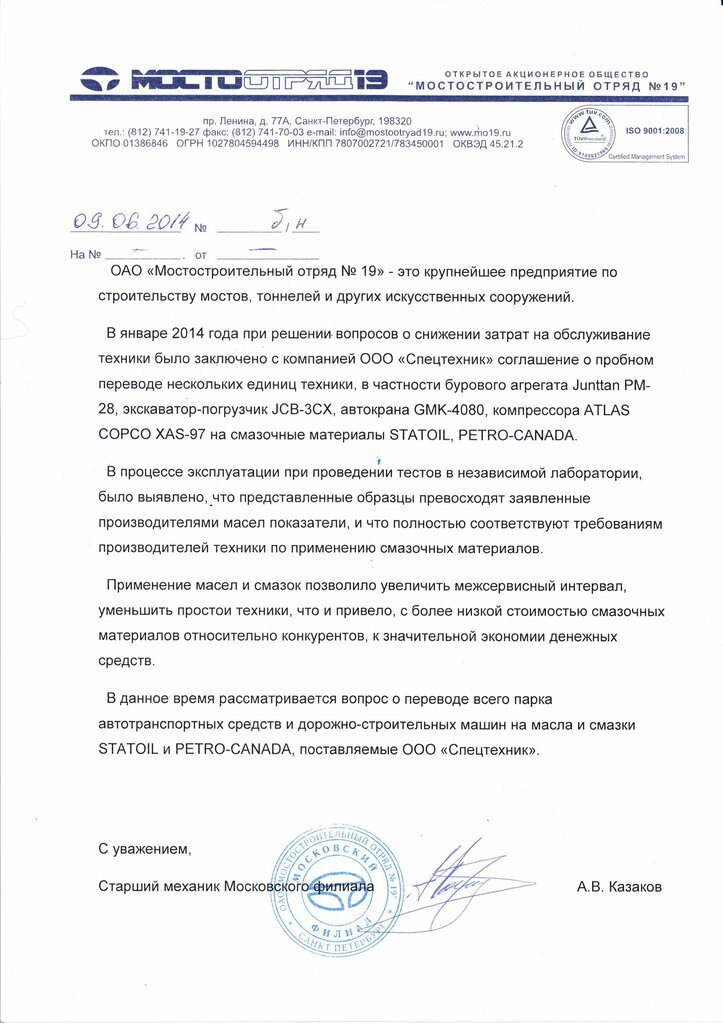 МОСТООТРЯД 19
ОТКРЫТОЕ АКЦИОНЕРНОЕ ОБЩЕСТВО
"МОСТОСТРОИТЕЛЬНЫЙ ОТРЯД №19"
пр. Ленина, д. 77А, Санкт-Петербург, 198320
тел.: (812) 741-19-27 факс: (812) 741-70-03 e-mail: info@mostootryad19.ru; www.mo19.ru
ОКПО 01386846 ОГРН 1027804594498 ИНН/КПП 7807002721/783450001 ОКВЭД 45.21.2
www.tuv.com
TÜVRheinland
ISO 9001:2008
Certified Management System
09.06.2014 № б/н
На № – . от –
ОАО «Мостостроительный отряд № 19» - это крупнейшее предприятие по
строительству мостов, тоннелей и других искусственных сооружений.
В январе 2014 года при решении вопросов о снижении затрат на обслуживание
техники было заключено с компанией ООО «Спецтехник» соглашение о пробном
переводе нескольких единиц техники, в частности бурового агрегата Junttan PM-
28, экскаватор-погрузчик JCB-3CX, автокрана GMK-4080, компрессора ATLAS
COPCO XAS-97 на смазочные материалы STATOIL, PETRO-CANADA.
В процессе эксплуатации при проведении тестов в независимой лаборатории,
было выявлено, что представленные образцы превосходят заявленные
производителями масел показатели, и что полностью соответствуют требованиям
производителей техники по применению смазочных материалов.
Применение масел и смазок позволило увеличить межсервисный интервал,
уменьшить простои техники, что и привело, с более низкой стоимостью смазочных
материалов относительно конкурентов, к значительной экономии денежных
средств.
В данное время рассматривается вопрос о переводе всего парка
автотранспортных средств и дорожно-строительных машин на масла и смазки
STATOIL и PETRO-CANADA, поставляемые ООО «Спецтехник».
С уважением,
Старший механик Московского филиала А.В. Казаков
ОАО МОСТОСТРОИТЕЛЬНЫЙ ОТРЯД № 19
САНКТ ПЕТЕРБУРГ
МОСКОВСКИЙ
ФИЛИАЛ